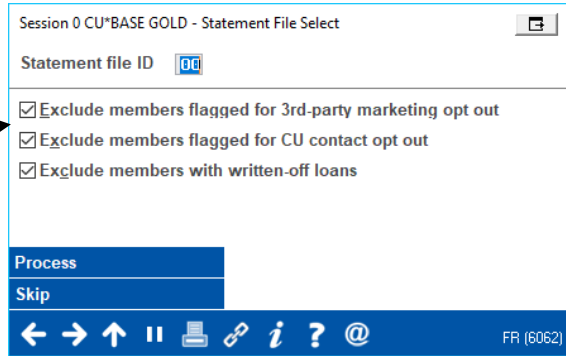 Session 0 CU*BASE GOLD - Statement File Select
Statement file ID 00
Exclude members flagged for 3rd-party marketing opt out
Exclude members flagged for CU contact opt out
Exclude members with written-off loans
Process
Skip
FR (6062)